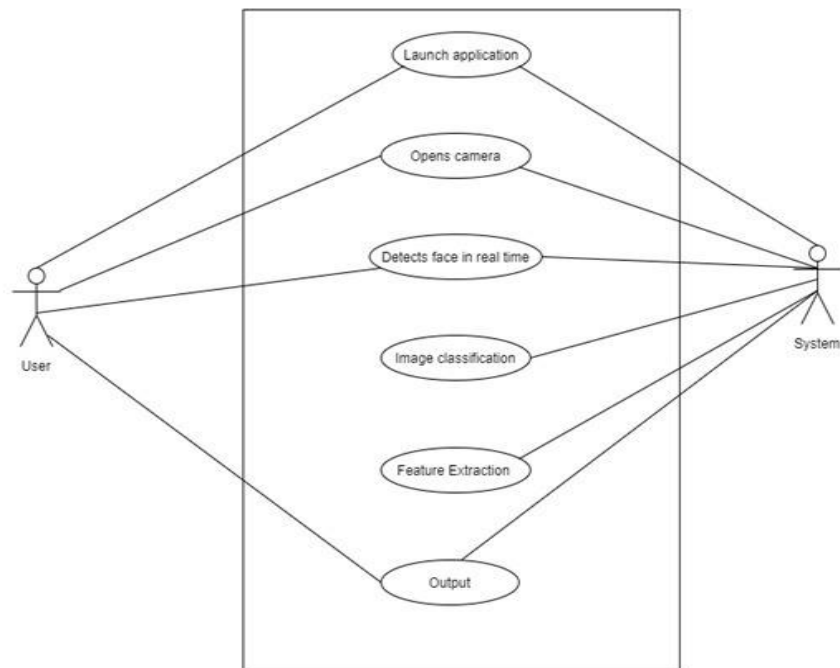 Launch application
Opens camera
Detects face in real time
Image classification
Feature Extraction
Output
User
System